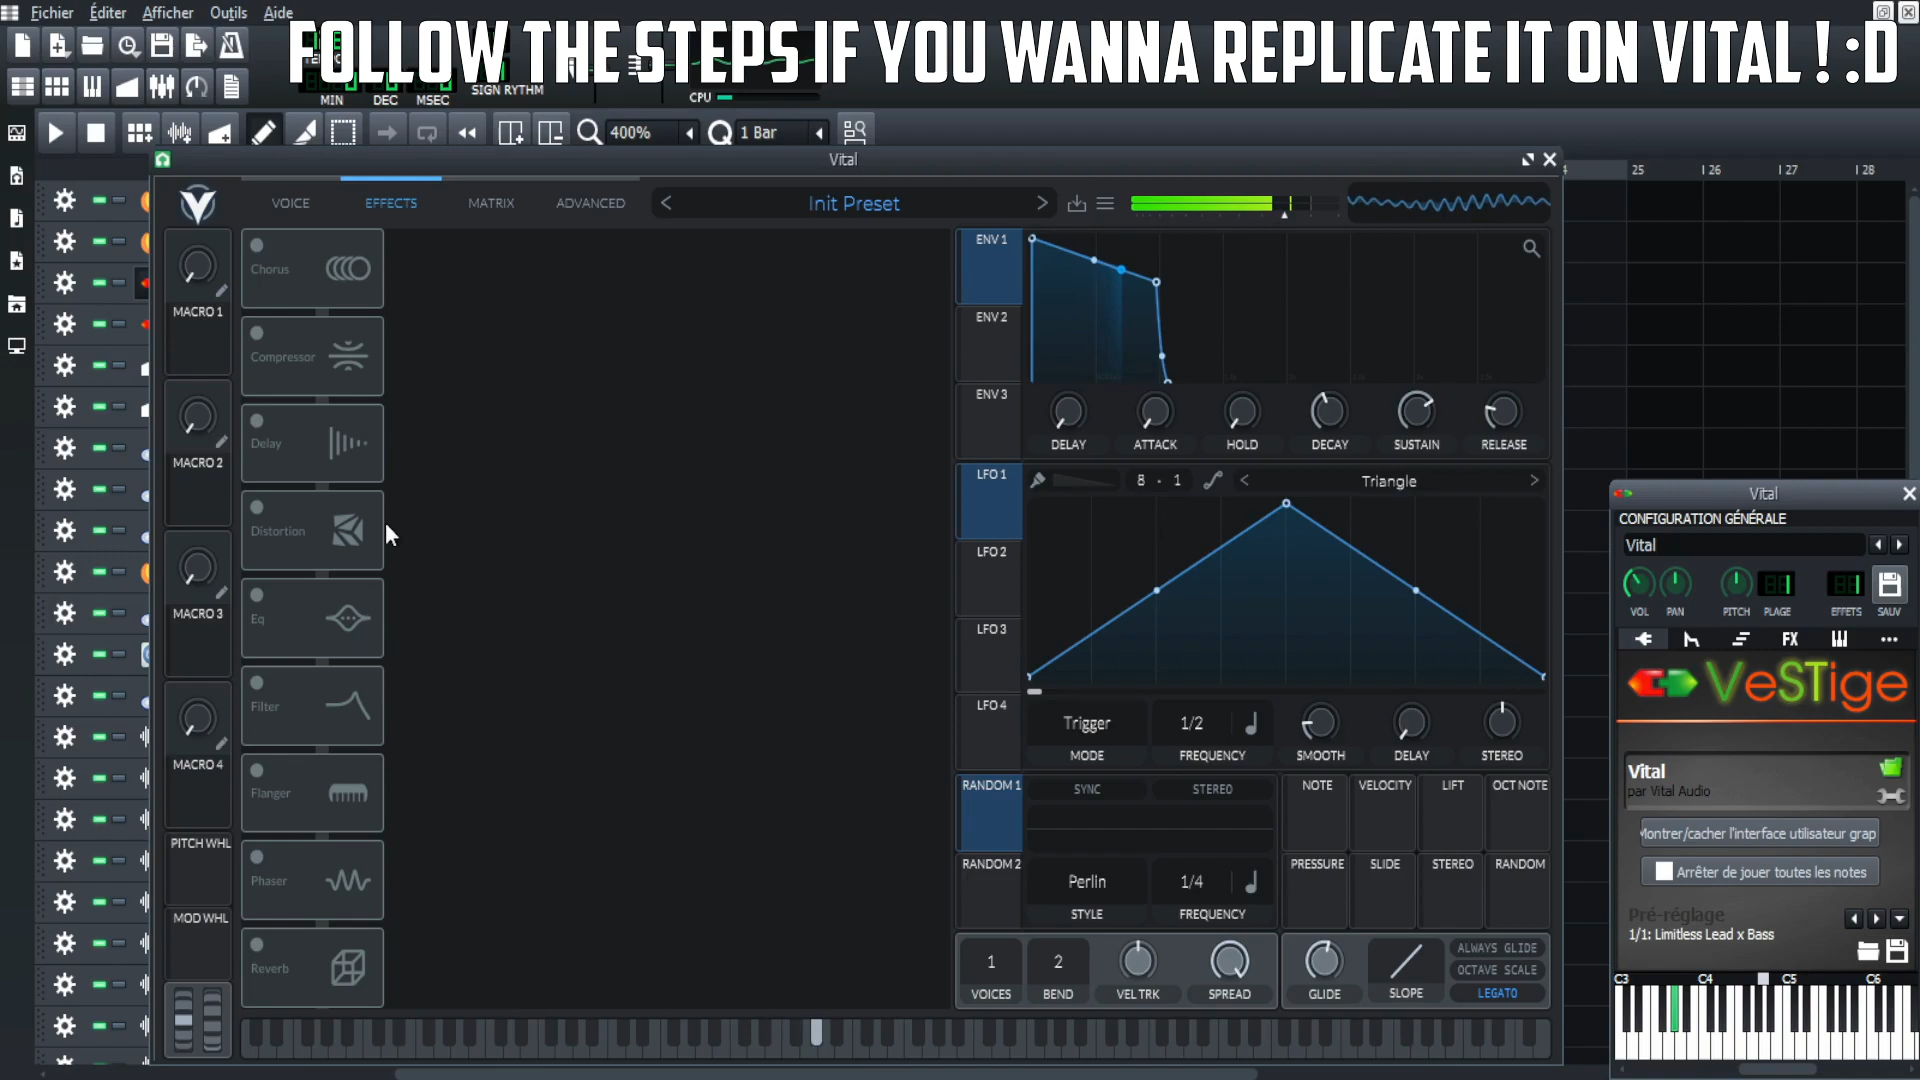 Fichier Éditer Afficher Outils Aide
FOLLOW THE STEPS IF YOU WANNA REPLICATE IT ON VITAL ! :D
MIN DEC MSEC SIGN RYTHM
CPU
400% 1 Bar
Vital
25 26 28
VOICE EFFECTS MATRIX ADVANCED Init Preset
MACRO 1
MACRO 2
MACRO 3
MACRO 4
PITCH WHL
MOD WHL
Chorus
Compressor
Delay
Distortion
Eq
Filter
Flanger
Phaser
Reverb
ENV 1
ENV 2
ENV 3
DELAY ATTACK HOLD DECAY SUSTAIN RELEASE
LFO 1
LFO 2
LFO 3
LFO 4
8 - 1 Triangle
Trigger 1/2
MODE FREQUENCY SMOOTH DELAY STEREO
RANDOM 1 SYNC STEREO
RANDOM 2 Perlin 1/4
STYLE FREQUENCY
NOTE VELOCITY LIFT OCT NOTE
PRESSURE SLIDE STEREO RANDOM
1 2
VOICES BEND VEL TRK SPREAD
GLIDE SLOPE
ALWAYS GLIDE
OCTAVE SCALE
LEGATO
Vital
CONFIGURATION GÉNÉRALE
Vital
VOL PAN PITCH PLAGE EFFETS SAUV
FX
VeSTige
Vital
par Vital Audio
Montrer/cacher l'interface utilisateur grap
Arrêter de jouer toutes les notes
Pré-réglage
1/1: Limitless Lead x Bass
C3 C4 C5 C6